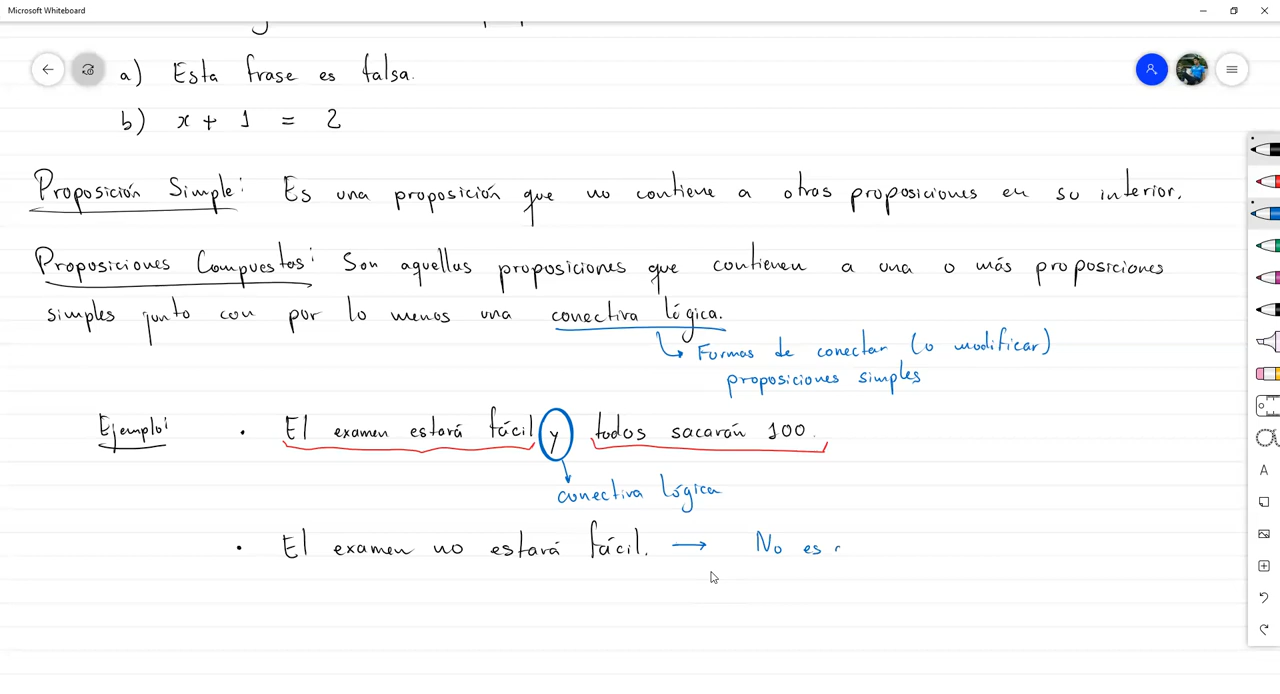 Microsoft Whiteboard
a) Esta frase es falsa.
b) x + 1 = 2
Proposición Simple: Es una proposición que no contiene a otras proposiciones en su interior.
Proposiciones Compuestas: Son aquellas proposiciones que contienen a una o más proposiciones
simples junto con por lo menos una conectiva lógica.
Formas de conectar (o modificar)
proposiciones simples
Ejemplo: • El examen estará fácil y todos sacarán 100.
conectiva lógica
• El examen no estará fácil. → No es